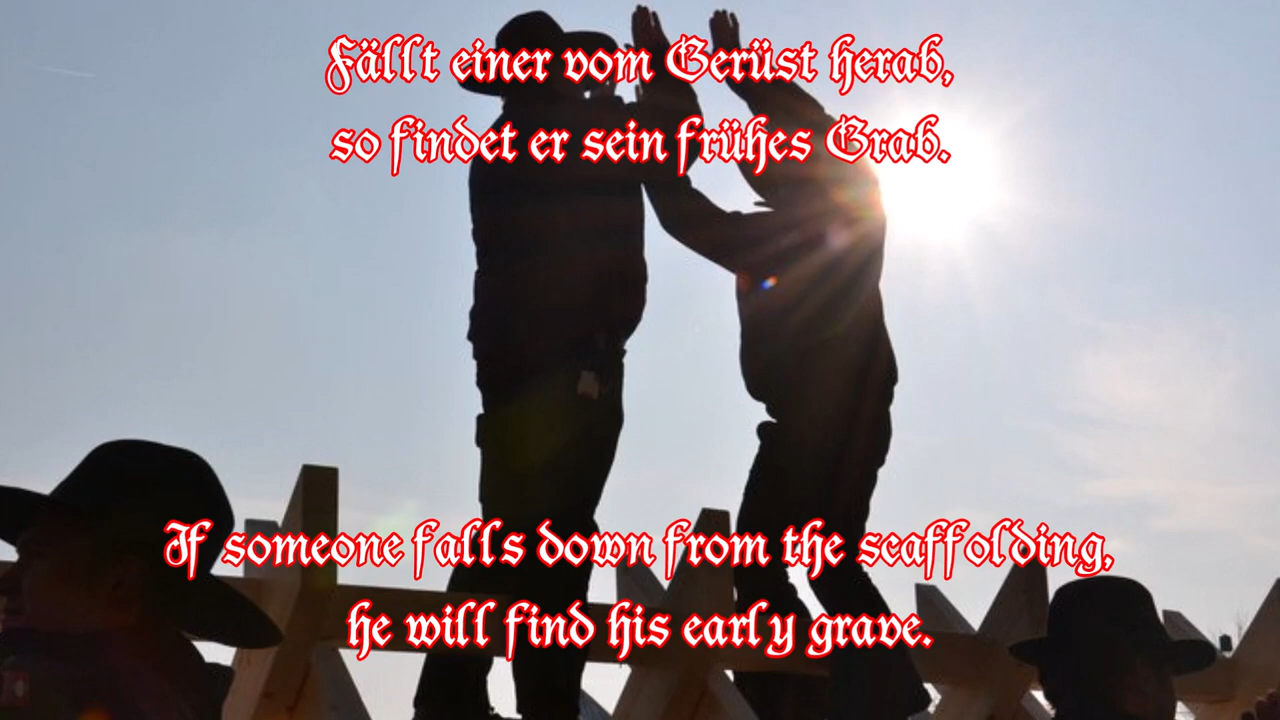 Fällt einer vom Gerüst herab,
so findet er sein frühes Grab.
If someone falls down from the scaffolding,
he will find his early grave.